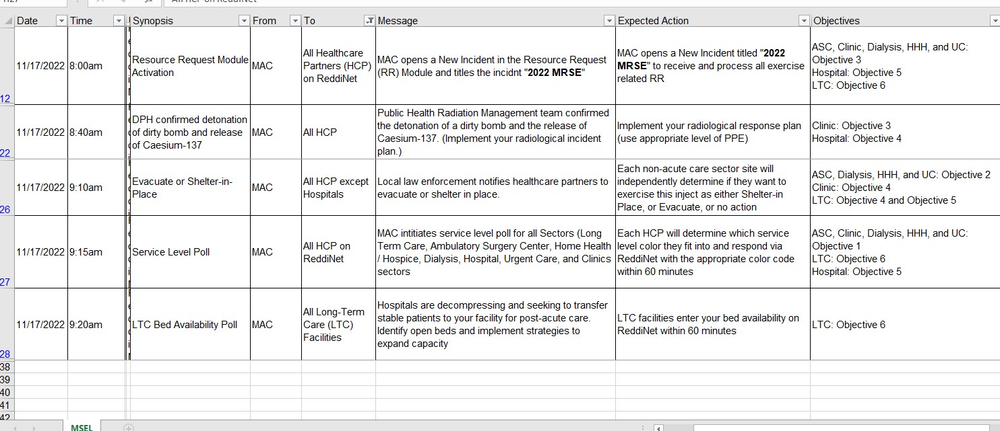 Date Time Synopsis From To Message Expected Action Objectives
12
11/17/2022
8:00am
Resource Request Module
Activation
MAC
All Healthcare
Partners (HCP)
on ReddiNet
MAC opens a New Incident in the Resource Request
(RR) Module and titles the incidnt "2022 MRSE"
MAC opens a New Incident titled "2022
MRSE" to receive and process all exercise
related RR
ASC, Clinic, Dialysis, HHH, and UC:
Objective 3
Hospital: Objective 5
LTC: Objective 6
22
11/17/2022
8:40am
DPH confirmed detonation
of dirty bomb and release
of Caesium-137
MAC
All HCP
Public Health Radiation Management team confirmed
the detonation of a dirty bomb and the release of
Caesium-137. (Implement your radiological incident
plan.)
Implement your radiological response plan
(use appropriate level of PPE)
Clinic: Objective 3
Hospital: Objective 4
26
11/17/2022
9:10am
Evacuate or Shelter-in-
Place
MAC
All HCP except
Hospitals
Local law enforcement notifies healthcare partners to
evacuate or shelter in place.
Each non-acute care sector site will
independently determine if they want to
exercise this inject as either Shelter-in
Place, or Evacuate, or no action
ASC, Dialysis, HHH, and UC: Objective 2
Clinic: Objective 4
LTC: Objective 4 and Objective 5
27
11/17/2022
9:15am
Service Level Poll
MAC
All HCP on
ReddiNet
MAC intitiates service level poll for all Sectors (Long
Term Care, Ambulatory Surgery Center, Home Health
/ Hospice, Dialysis, Hospital, Urgent Care, and Clinics
sectors
Each HCP will determine which service
level color they fit into and respond via
ReddiNet with the appropriate color code
within 60 minutes
ASC, Clinic, Dialysis, HHH, and UC:
Objective 1
LTC: Objective 6
Hospital: Objective 5
28
11/17/2022
9:20am
LTC Bed Availability Poll
MAC
All Long-Term
Care (LTC)
Facilities
Hospitals are decompressing and seeking to transfer
stable patients to your facility for post-acute care.
Identify open beds and implement strategies to
expand capacity
LTC facilities enter your bed availability on
ReddiNet within 60 minutes
LTC: Objective 6
38
39
40
41
42
MSEL